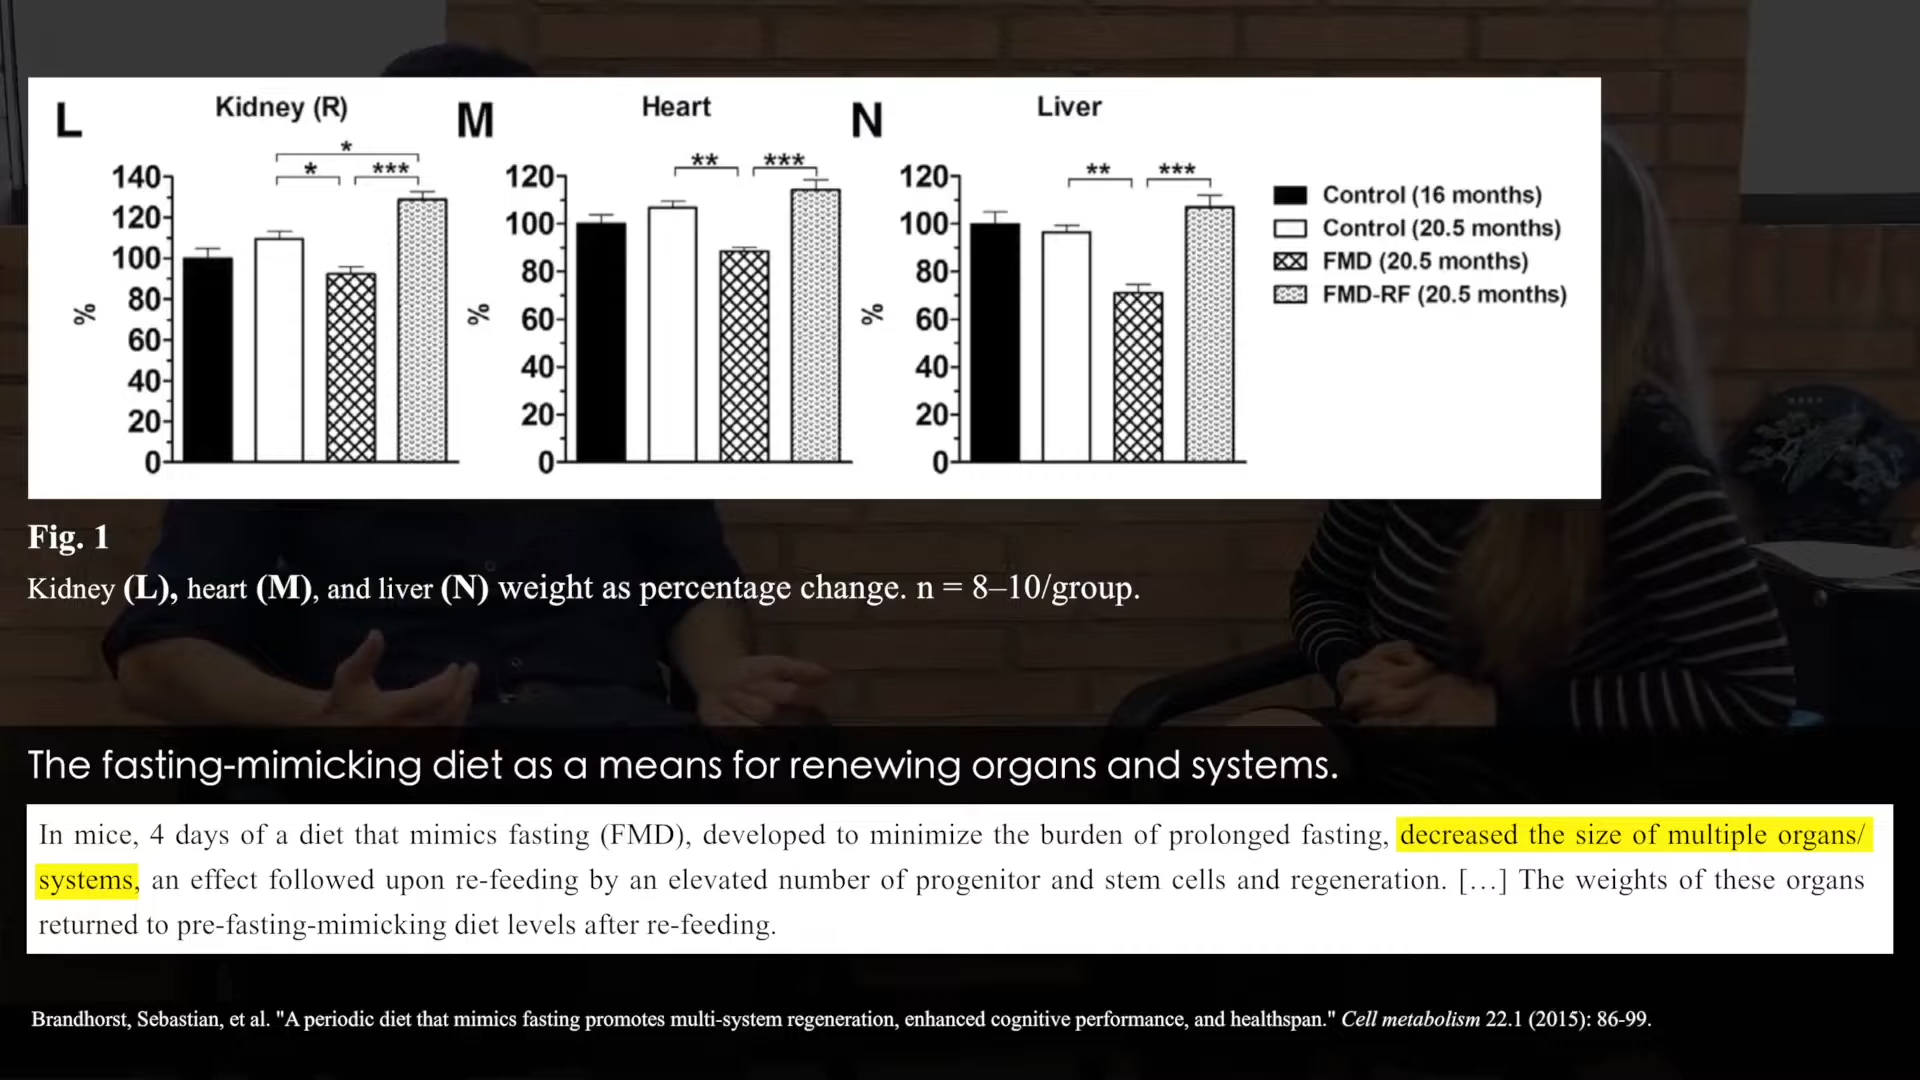 L
Kidney (R)
M
Heart
N
Liver
*
* ***
140
120
100
80
60
40
20
0
%
** ***
120
100
80
60
40
20
0
%
** ***
120
100
80
60
40
20
0
%
Control (16 months)
Control (20.5 months)
FMD (20.5 months)
FMD-RF (20.5 months)
Fig. 1
Kidney (L), heart (M), and liver (N) weight as percentage change. n = 8–10/group.
The fasting-mimicking diet as a means for renewing organs and systems.
In mice, 4 days of a diet that mimics fasting (FMD), developed to minimize the burden of prolonged fasting, decreased the size of multiple organs/
systems, an effect followed upon re-feeding by an elevated number of progenitor and stem cells and regeneration. [...] The weights of these organs
returned to pre-fasting-mimicking diet levels after re-feeding.
Brandhorst, Sebastian, et al. "A periodic diet that mimics fasting promotes multi-system regeneration, enhanced cognitive performance, and healthspan." Cell metabolism 22.1 (2015): 86-99.